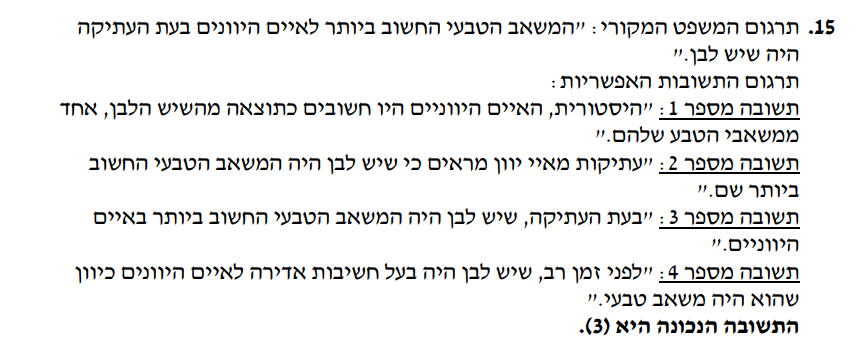 15. תרגום המשפט המקורי: "המשאב הטבעי החשוב ביותר לאיים היוונים בעת העתיקה
היה שיש לבן."
תרגום התשובות האפשריות:
תשובה מספר 1: "היסטורית, האיים היווניים היו חשובים כתוצאה מהשיש הלבן, אחד
ממשאבי הטבע שלהם."
תשובה מספר 2: "עתיקות מאיי יוון מראים כי שיש לבן היה המשאב הטבעי החשוב
ביותר שם."
תשובה מספר 3: "בעת העתיקה, שיש לבן היה המשאב הטבעי החשוב ביותר באיים
היווניים."
תשובה מספר 4: "לפני זמן רב, שיש לבן היה בעל חשיבות אדירה לאיים היוונים כיוון
שהוא היה משאב טבעי."
התשובה הנכונה היא (3).